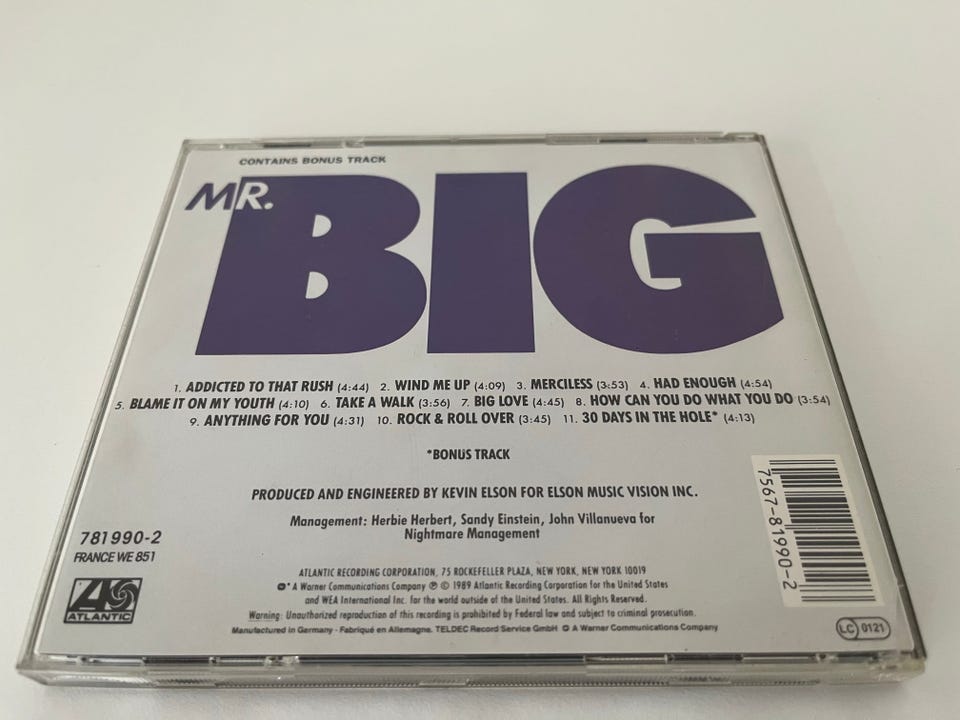 CONTAINS BONUS TRACK
MR. BIG
1. ADDICTED TO THAT RUSH (4:44) 2. WIND ME UP (4:09) 3. MERCILESS (3:53) 4. HAD ENOUGH (4:54)
5. BLAME IT ON MY YOUTH (4:10) 6. TAKE A WALK (3:56) 7. BIG LOVE (4:45) 8. HOW CAN YOU DO WHAT YOU DO (3:54)
9. ANYTHING FOR YOU (4:31) 10. ROCK & ROLL OVER (3:45) 11. 30 DAYS IN THE HOLE* (4:13)
*BONUS TRACK
PRODUCED AND ENGINEERED BY KEVIN ELSON FOR ELSON MUSIC VISION INC.
Management: Herbie Herbert, Sandy Einstein, John Villanueva for
Nightmare Management
781990-2
FRANCE WE 851
ATLANTIC
ATLANTIC RECORDING CORPORATION, 75 ROCKEFELLER PLAZA, NEW YORK, NEW YORK 10019
* A Warner Communications Company ℗ © 1989 Atlantic Recording Corporation for the United States
and WEA International Inc. for the world outside of the United States. All Rights Reserved.
Warning: Unauthorized reproduction of this recording is prohibited by Federal law and subject to criminal prosecution.
Manufactured in Germany · Fabriqué en Allemagne. TELDEC Record Service GmbH A Warner Communications Company
7567-81990-2
LC 0121